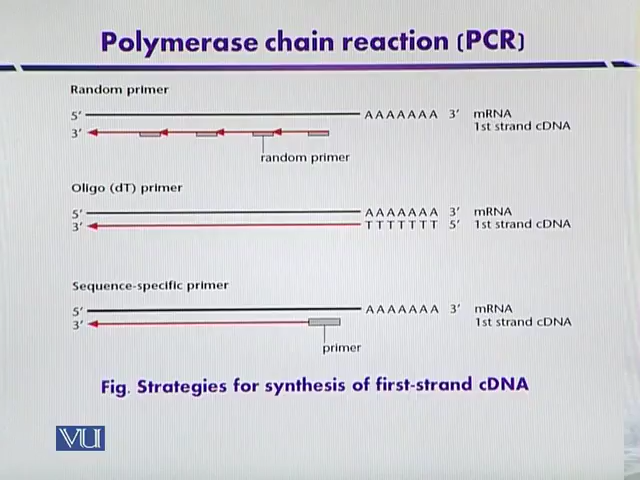 Polymerase chain reaction (PCR)
Random primer
5′ AAAAAAA 3′ mRNA
3′ 1st strand cDNA
random primer
Oligo (dT) primer
5′ AAAAAAA 3′ mRNA
3′ TTTTTTT 5′ 1st strand cDNA
Sequence-specific primer
5′ AAAAAAA 3′ mRNA
3′ 1st strand cDNA
primer
Fig. Strategies for synthesis of first-strand cDNA
VU